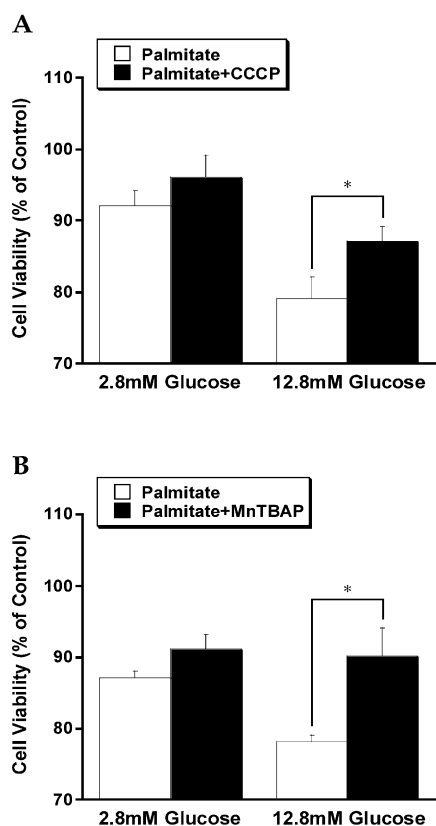 A
Palmitate
Palmitate+CCCP
110
100
90
80
70
Cell Viability (% of Control)
*
2.8mM Glucose 12.8mM Glucose
B
Palmitate
Palmitate+MnTBAP
110
100
90
80
70
Cell Viability (% of Control)
*
2.8mM Glucose 12.8mM Glucose